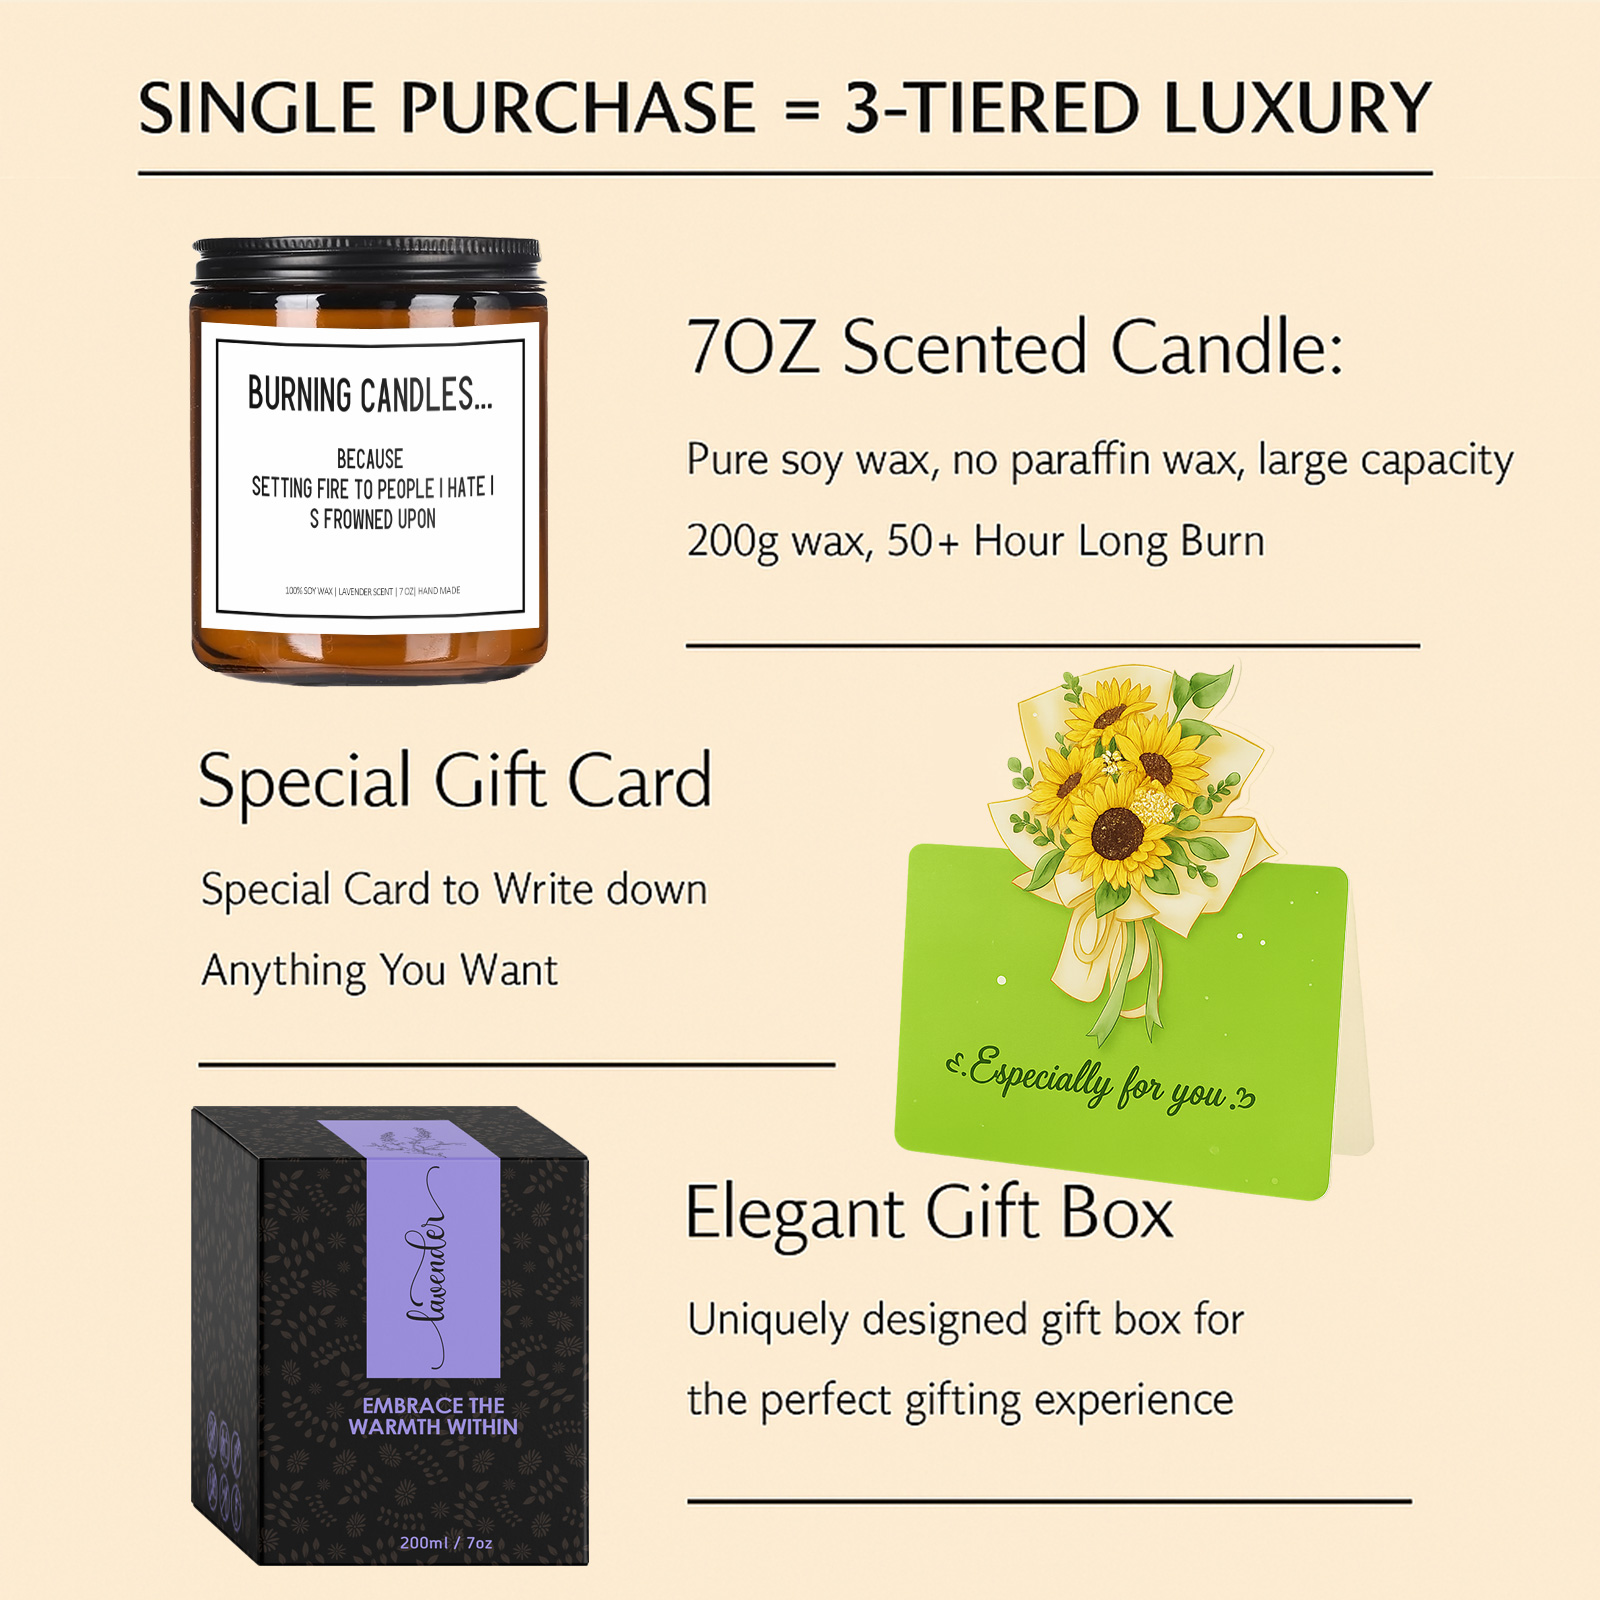 SINGLE PURCHASE = 3-TIERED LUXURY
BURNING CANDLES...
BECAUSE
SETTING FIRE TO PEOPLE I HATE I
S FROWNED UPON
100% SOY WAX | LAVENDER SCENT | 7 OZ| HAND MADE
7OZ Scented Candle:
Pure soy wax, no paraffin wax, large capacity
200g wax, 50+ Hour Long Burn
Special Gift Card
Special Card to Write down
Anything You Want
Especially for you
lavender
EMBRACE THE
WARMTH WITHIN
200ml / 7oz
Elegant Gift Box
Uniquely designed gift box for
the perfect gifting experience